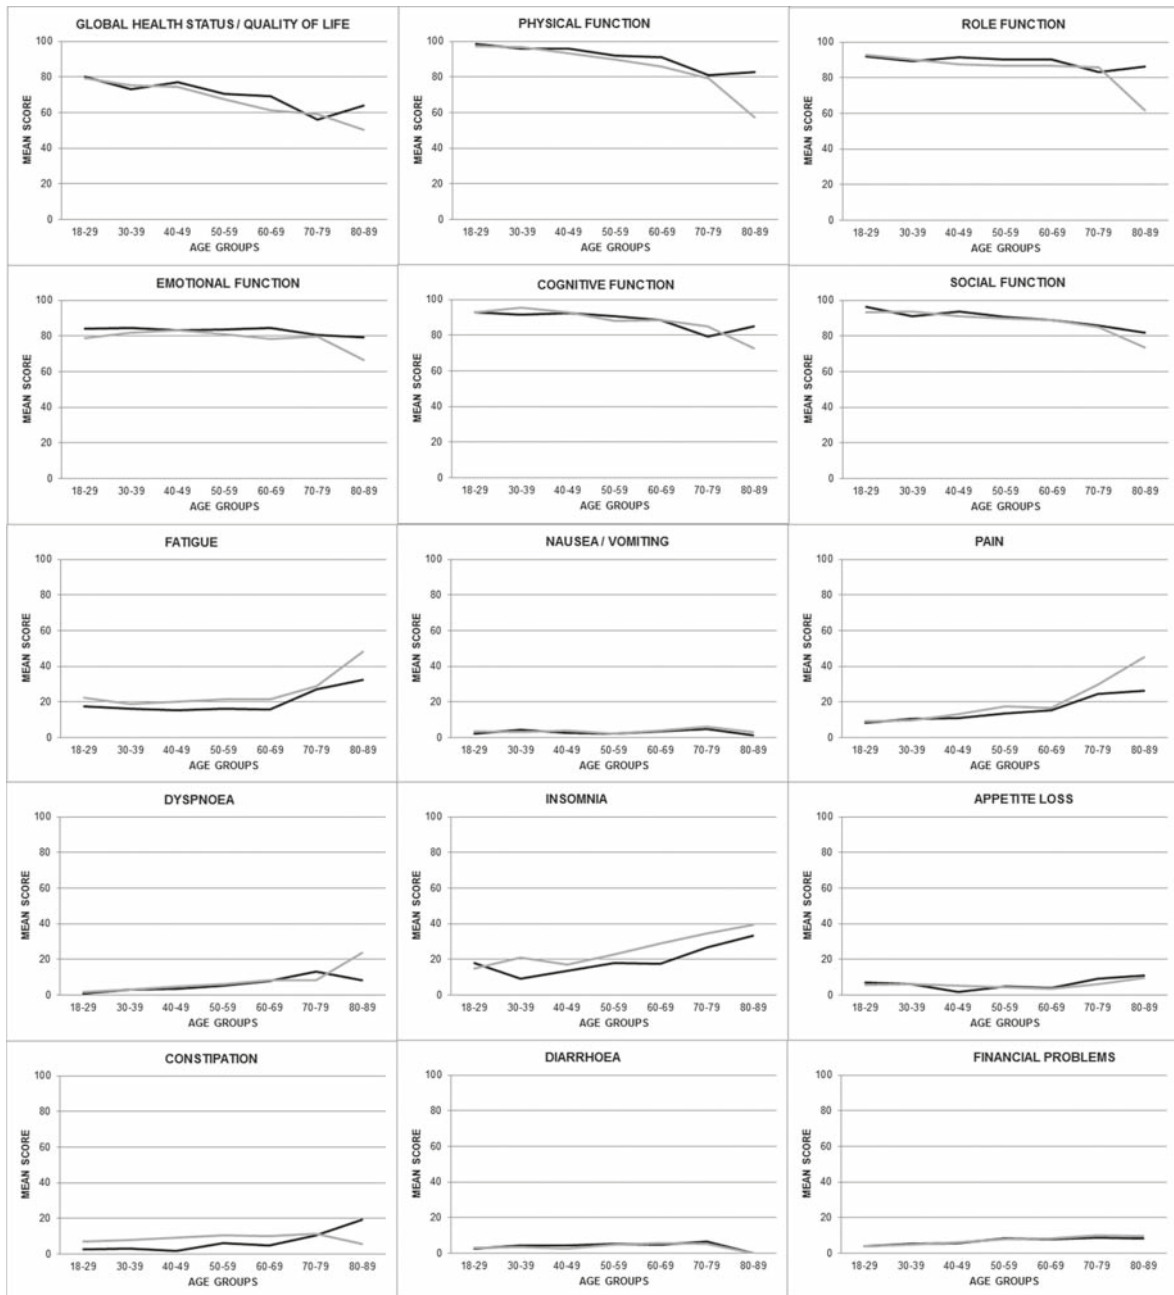 GLOBAL HEALTH STATUS / QUALITY OF LIFE
MEAN SCORE
100
80
60
40
20
0
18-29 30-39 40-49 50-59 60-69 70-79 80-89
AGE GROUPS
PHYSICAL FUNCTION
MEAN SCORE
100
80
60
40
20
0
18-29 30-39 40-49 50-59 60-69 70-79 80-89
AGE GROUPS
ROLE FUNCTION
MEAN SCORE
100
80
60
40
20
0
18-29 30-39 40-49 50-59 60-69 70-79 80-89
AGE GROUPS
EMOTIONAL FUNCTION
MEAN SCORE
100
80
60
40
20
0
18-29 30-39 40-49 50-59 60-69 70-79 80-89
AGE GROUPS
COGNITIVE FUNCTION
MEAN SCORE
100
80
60
40
20
0
18-29 30-39 40-49 50-59 60-69 70-79 80-89
AGE GROUPS
SOCIAL FUNCTION
MEAN SCORE
100
80
60
40
20
0
18-29 30-39 40-49 50-59 60-69 70-79 80-89
AGE GROUPS
FATIGUE
MEAN SCORE
100
80
60
40
20
0
18-29 30-39 40-49 50-59 60-69 70-79 80-89
AGE GROUPS
NAUSEA / VOMITING
MEAN SCORE
100
80
60
40
20
0
18-29 30-39 40-49 50-59 60-69 70-79 80-89
AGE GROUPS
PAIN
MEAN SCORE
100
80
60
40
20
0
18-29 30-39 40-49 50-59 60-69 70-79 80-89
AGE GROUPS
DYSPNOEA
MEAN SCORE
100
80
60
40
20
0
18-29 30-39 40-49 50-59 60-69 70-79 80-89
AGE GROUPS
INSOMNIA
MEAN SCORE
100
80
60
40
20
0
18-29 30-39 40-49 50-59 60-69 70-79 80-89
AGE GROUPS
APPETITE LOSS
MEAN SCORE
100
80
60
40
20
0
18-29 30-39 40-49 50-59 60-69 70-79 80-89
AGE GROUPS
CONSTIPATION
MEAN SCORE
100
80
60
40
20
0
18-29 30-39 40-49 50-59 60-69 70-79 80-89
AGE GROUPS
DIARRHOEA
MEAN SCORE
100
80
60
40
20
0
18-29 30-39 40-49 50-59 60-69 70-79 80-89
AGE GROUPS
FINANCIAL PROBLEMS
MEAN SCORE
100
80
60
40
20
0
18-29 30-39 40-49 50-59 60-69 70-79 80-89
AGE GROUPS